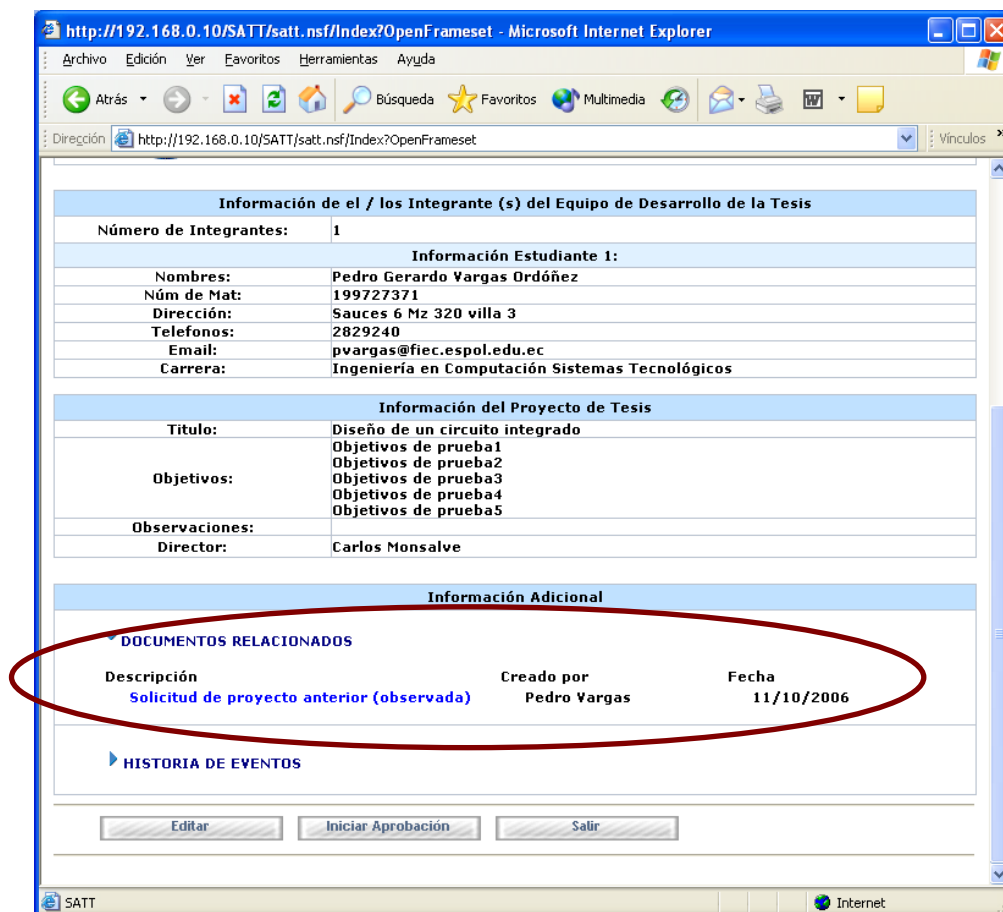 http://192.168.0.10/SATT/satt.nsf/Index?OpenFrameset - Microsoft Internet Explorer
Archivo Edición Ver Favoritos Herramientas Ayuda
Atrás Búsqueda Favoritos Multimedia
Dirección http://192.168.0.10/SATT/satt.nsf/Index?OpenFrameset Vínculos »
Información de el / los Integrante (s) del Equipo de Desarrollo de la Tesis
Número de Integrantes: 1
Información Estudiante 1:
Nombres: Pedro Gerardo Vargas Ordóñez
Núm de Mat: 199727371
Dirección: Sauces 6 Mz 320 villa 3
Telefonos: 2829240
Email: pvargas@fiec.espol.edu.ec
Carrera: Ingeniería en Computación Sistemas Tecnológicos
Información del Proyecto de Tesis
Titulo: Diseño de un circuito integrado
Objetivos de prueba1
Objetivos de prueba2
Objetivos: Objetivos de prueba3
Objetivos de prueba4
Objetivos de prueba5
Observaciones:
Director: Carlos Monsalve
Información Adicional
DOCUMENTOS RELACIONADOS
Descripción Creado por Fecha
Solicitud de proyecto anterior (observada) Pedro Vargas 11/10/2006
HISTORIA DE EVENTOS
Editar Iniciar Aprobación Salir
SATT Internet